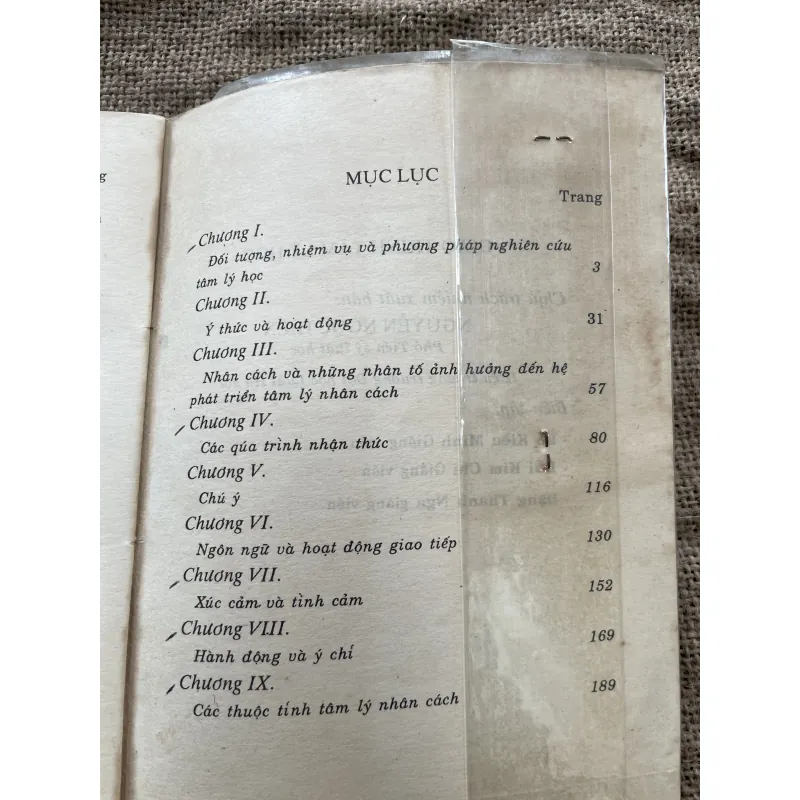 MỤC LỤC
Trang
Chương I.
Đối tượng, nhiệm vụ và phương pháp nghiên cứu
tâm lý học 3
Chương II.
Ý thức và hoạt động 31
Chương III.
Nhân cách và những nhân tố ảnh hưởng đến hệ
phát triển tâm lý nhân cách 57
Chương IV.
Các qúa trình nhận thức 80
Chương V.
Chú ý 116
Chương VI.
Ngôn ngữ và hoạt động giao tiếp 130
Chương VII.
Xúc cảm và tình cảm 152
Chương VIII.
Hành động và ý chí 169
Chương IX.
Các thuộc tính tâm lý nhân cách 189